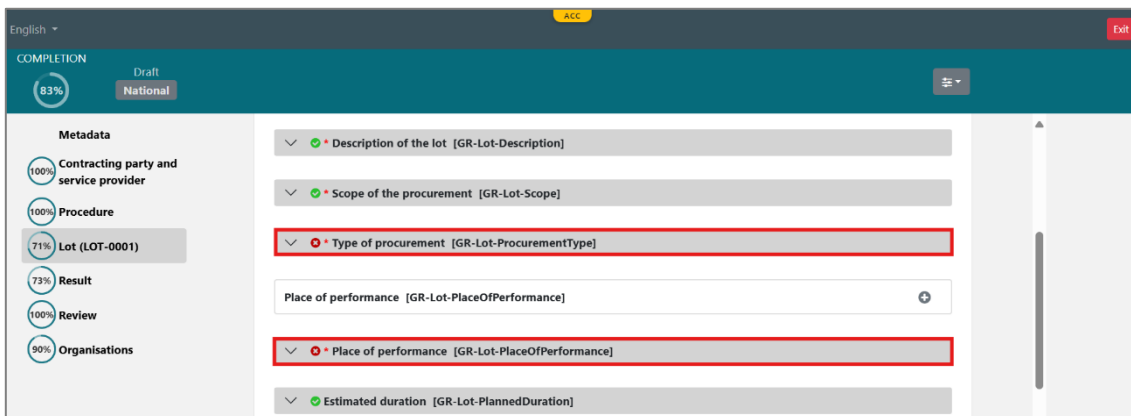 ACC
English
Exit
COMPLETION
83%
Draft
National
Metadata
100%
Contracting party and
service provider
100%
Procedure
71%
Lot (LOT-0001)
73%
Result
100%
Review
90%
Organisations
* Description of the lot [GR-Lot-Description]
* Scope of the procurement [GR-Lot-Scope]
* Type of procurement [GR-Lot-ProcurementType]
Place of performance [GR-Lot-PlaceOfPerformance]
* Place of performance [GR-Lot-PlaceOfPerformance]
Estimated duration [GR-Lot-PlannedDuration]